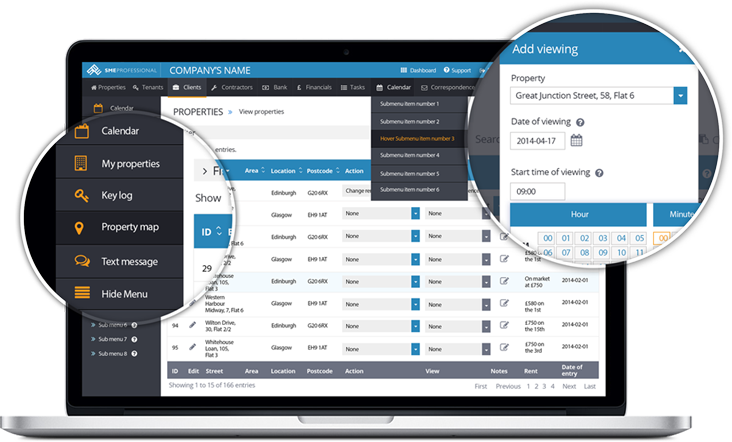 SMEPROFESSIONAL
COMPANY'S NAME
Dashboard
Support
Properties
Tenants
Clients
Contractors
Bank
Financials
Tasks
Calendar
Correspondence
Calendar
PROPERTIES » View properties
entries.
Submenu item number 1
Submenu item number 2
Hover Submenu item number 3
Submenu item number 4
Submenu item number 5
Submenu item number 6
Calendar
My properties
Key log
Property map
Text message
Hide Menu
Show
ID
29
Area Location Postcode Action
Edinburgh G20 6RX
Glasgow EH9 1AT None None
Edinburgh G20 6RX None None
Flat 6
Glasgow EH9 1AT None None
2/2
Edinburgh G20 6RX None None
Whitehouse Loan, 105, Flat 3
Edinburgh G20 6RX None None On market at £750 2014-02-01
Western Harbour Midway, 7, Flat 6
Glasgow EH9 1AT None None £580 on the 1st 2014-02-01
94 Wilton Drive, 30, Flat 2/2 Edinburgh G20 6RX None None £750 on the 15th 2014-02-01
95 Whitehouse Loan, 105, Flat 3 Glasgow EH9 1AT None None £750 on the 3rd 2014-02-01
Sub menu 6
Sub menu 7
Sub menu 8
ID Edit Street Area Location Postcode Action View Notes Rent Date of entry
Showing 1 to 15 of 166 entries
First Previous 1 2 3 4 Next Last
Add viewing
Property
Great Junction Street, 58, Flat 6
Date of viewing
2014-04-17
Start time of viewing
09:00
Hour
Minute
00 01 02 03 04 05
00
06 07 08 09 10 11